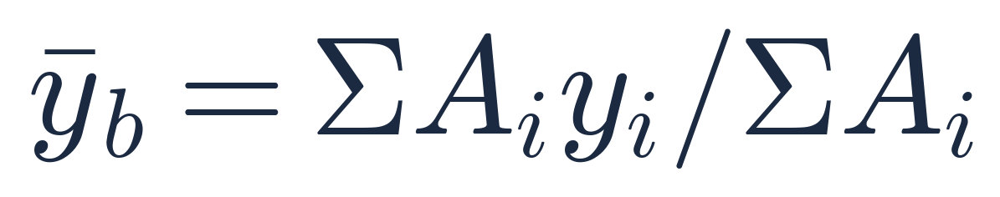 ȳ_b = ΣA_i y_i / ΣA_i